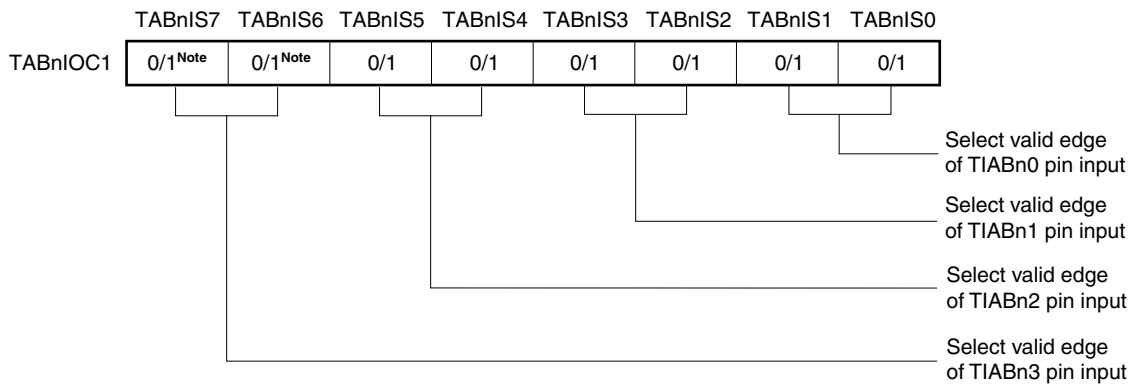 TABnIS7 TABnIS6 TABnIS5 TABnIS4 TABnIS3 TABnIS2 TABnIS1 TABnIS0
TABnIOC1 0/1Note 0/1Note 0/1 0/1 0/1 0/1 0/1 0/1
Select valid edge
of TIABn0 pin input
Select valid edge
of TIABn1 pin input
Select valid edge
of TIABn2 pin input
Select valid edge
of TIABn3 pin input